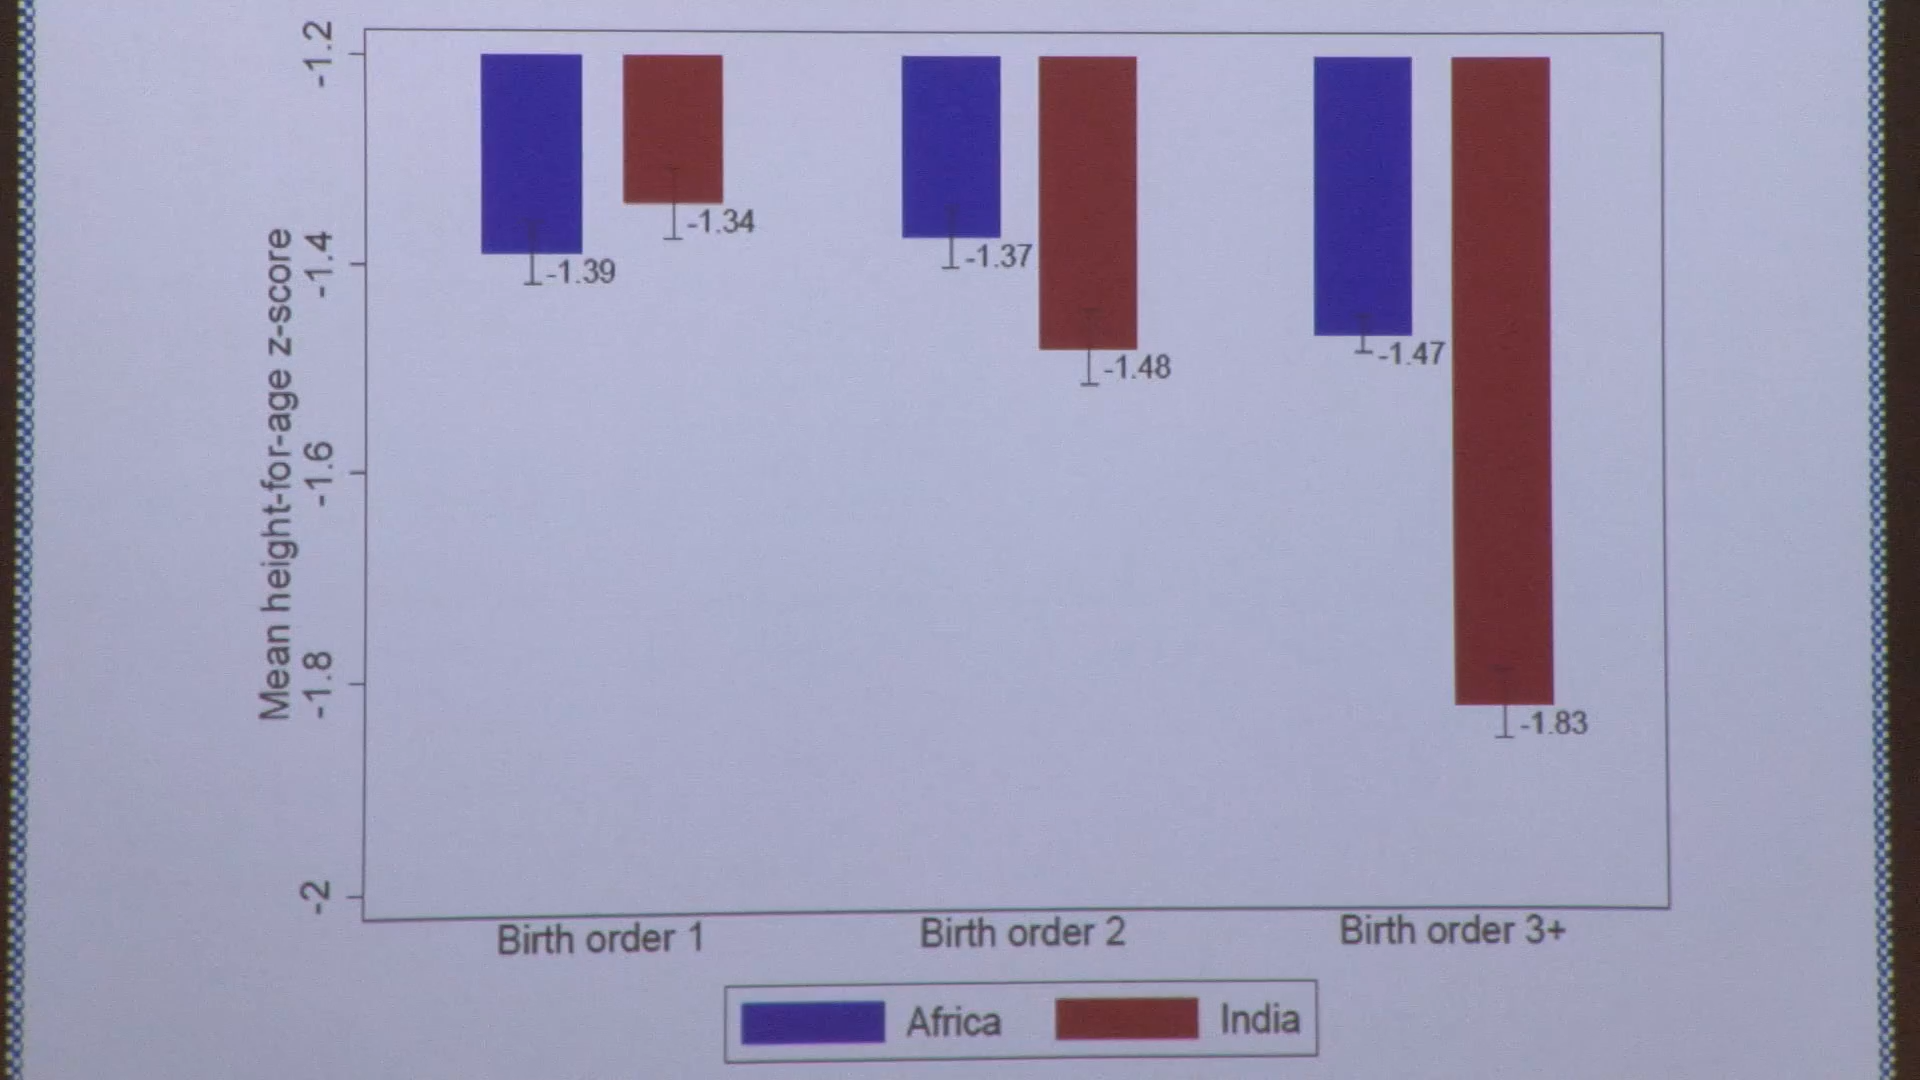 Mean height-for-age z-score
-1.2
-1.4
-1.6
-1.8
-2
-1.39
-1.34
-1.37
-1.48
-1.47
-1.83
Birth order 1
Birth order 2
Birth order 3+
Africa
India